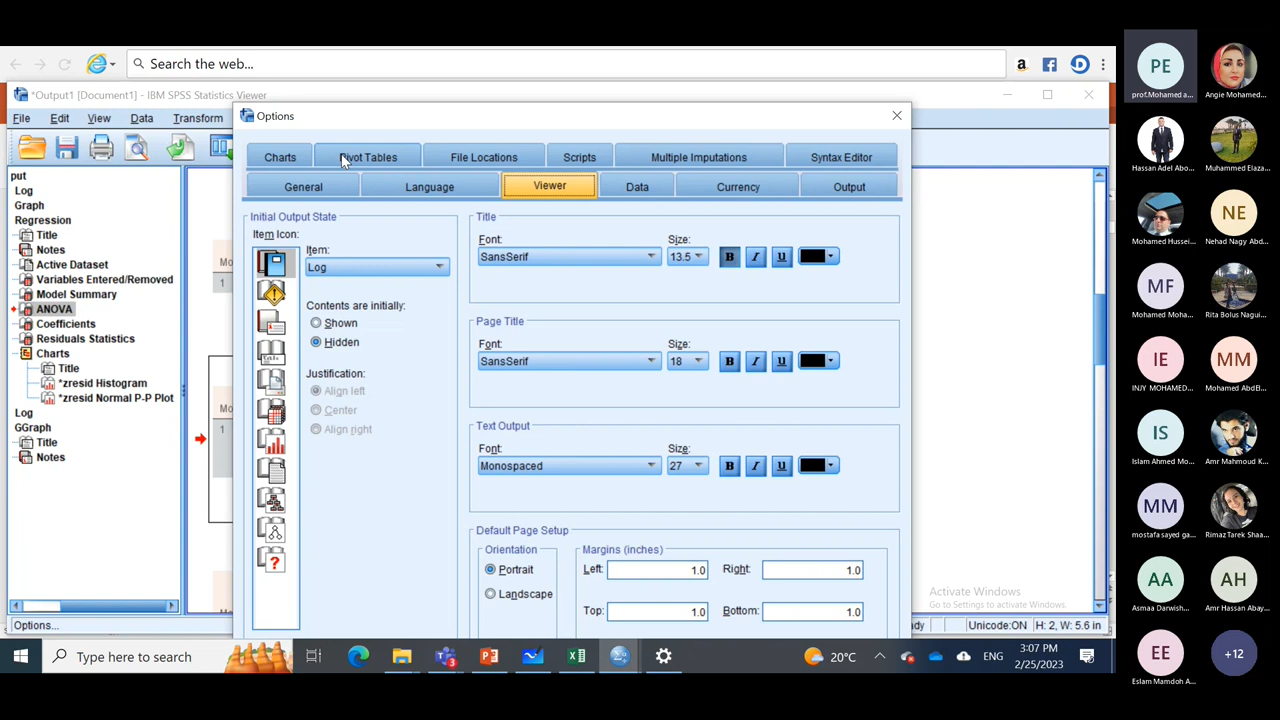 Search the web...
*Output1 [Document1] - IBM SPSS Statistics Viewer
File Edit View Data Transform
Options
Charts Pivot Tables File Locations Scripts Multiple Imputations Syntax Editor
General Language Viewer Data Currency Output
put
Log
Graph
Regression
Title
Notes
Active Dataset
Variables Entered/Removed
Model Summary
ANOVA
Coefficients
Residuals Statistics
Charts
Title
*zresid Histogram
*zresid Normal P-P Plot
Log
GGraph
Title
Notes
Mo
1
Mo
1
Initial Output State
Item Icon:
Item:
Log
Contents are initially:
Shown
Hidden
Justification:
Align left
Center
Align right
Title
Font: Size:
SansSerif 13.5 B I U
Page Title
Font: Size:
SansSerif 18 B I U
Text Output
Font: Size:
Monospaced 27 B I U
Default Page Setup
Orientation
Portrait
Landscape
Margins (inches)
Left: 1.0 Right: 1.0
Top: 1.0 Bottom: 1.0
Activate Windows
Go to Settings to activate Windows.
Options...
dy Unicode:ON H: 2, W: 5.6 in
Type here to search
3
20°C
ENG
3:07 PM
2/25/2023
PE
prof.Mohamed a...
Angie Mohamed...
Hassan Adel Abo...
Muhammed Elaza...
Mohamed Hussei...
NE
Nehad Nagy Abd...
MF
Mohamed Moha...
Rita Bolus Nagui...
IE
INJY MOHAMED...
MM
Mohamed AbdEl...
IS
Islam Ahmed Mo...
Amr Mahmoud K...
MM
mostafa sayed ga...
Rimaz Tarek Shaa...
AA
Asmaa Darwish...
AH
Amr Hassan Abay...
EE
Eslam Mamdoh A...
+12